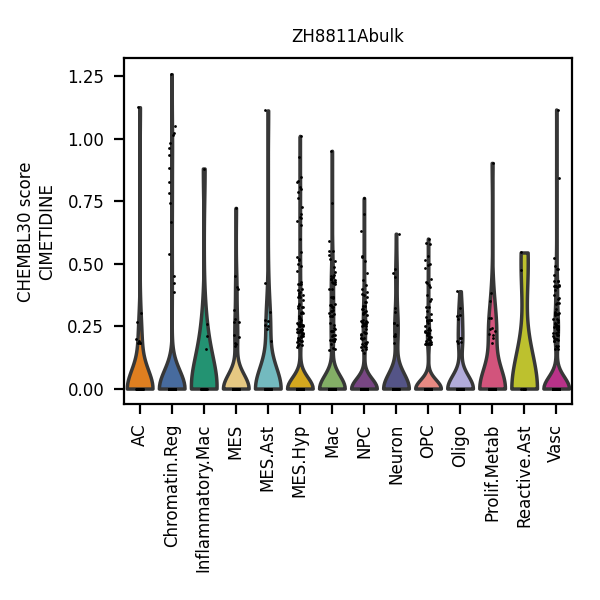 ZH8811Abulk
CHEMBL30 score
CIMETIDINE
1.25
1.00
0.75
0.50
0.25
0.00
AC
Chromatin.Reg
Inflammatory.Mac
MES
MES.Ast
MES.Hyp
Mac
NPC
Neuron
OPC
Oligo
Prolif.Metab
Reactive.Ast
Vasc